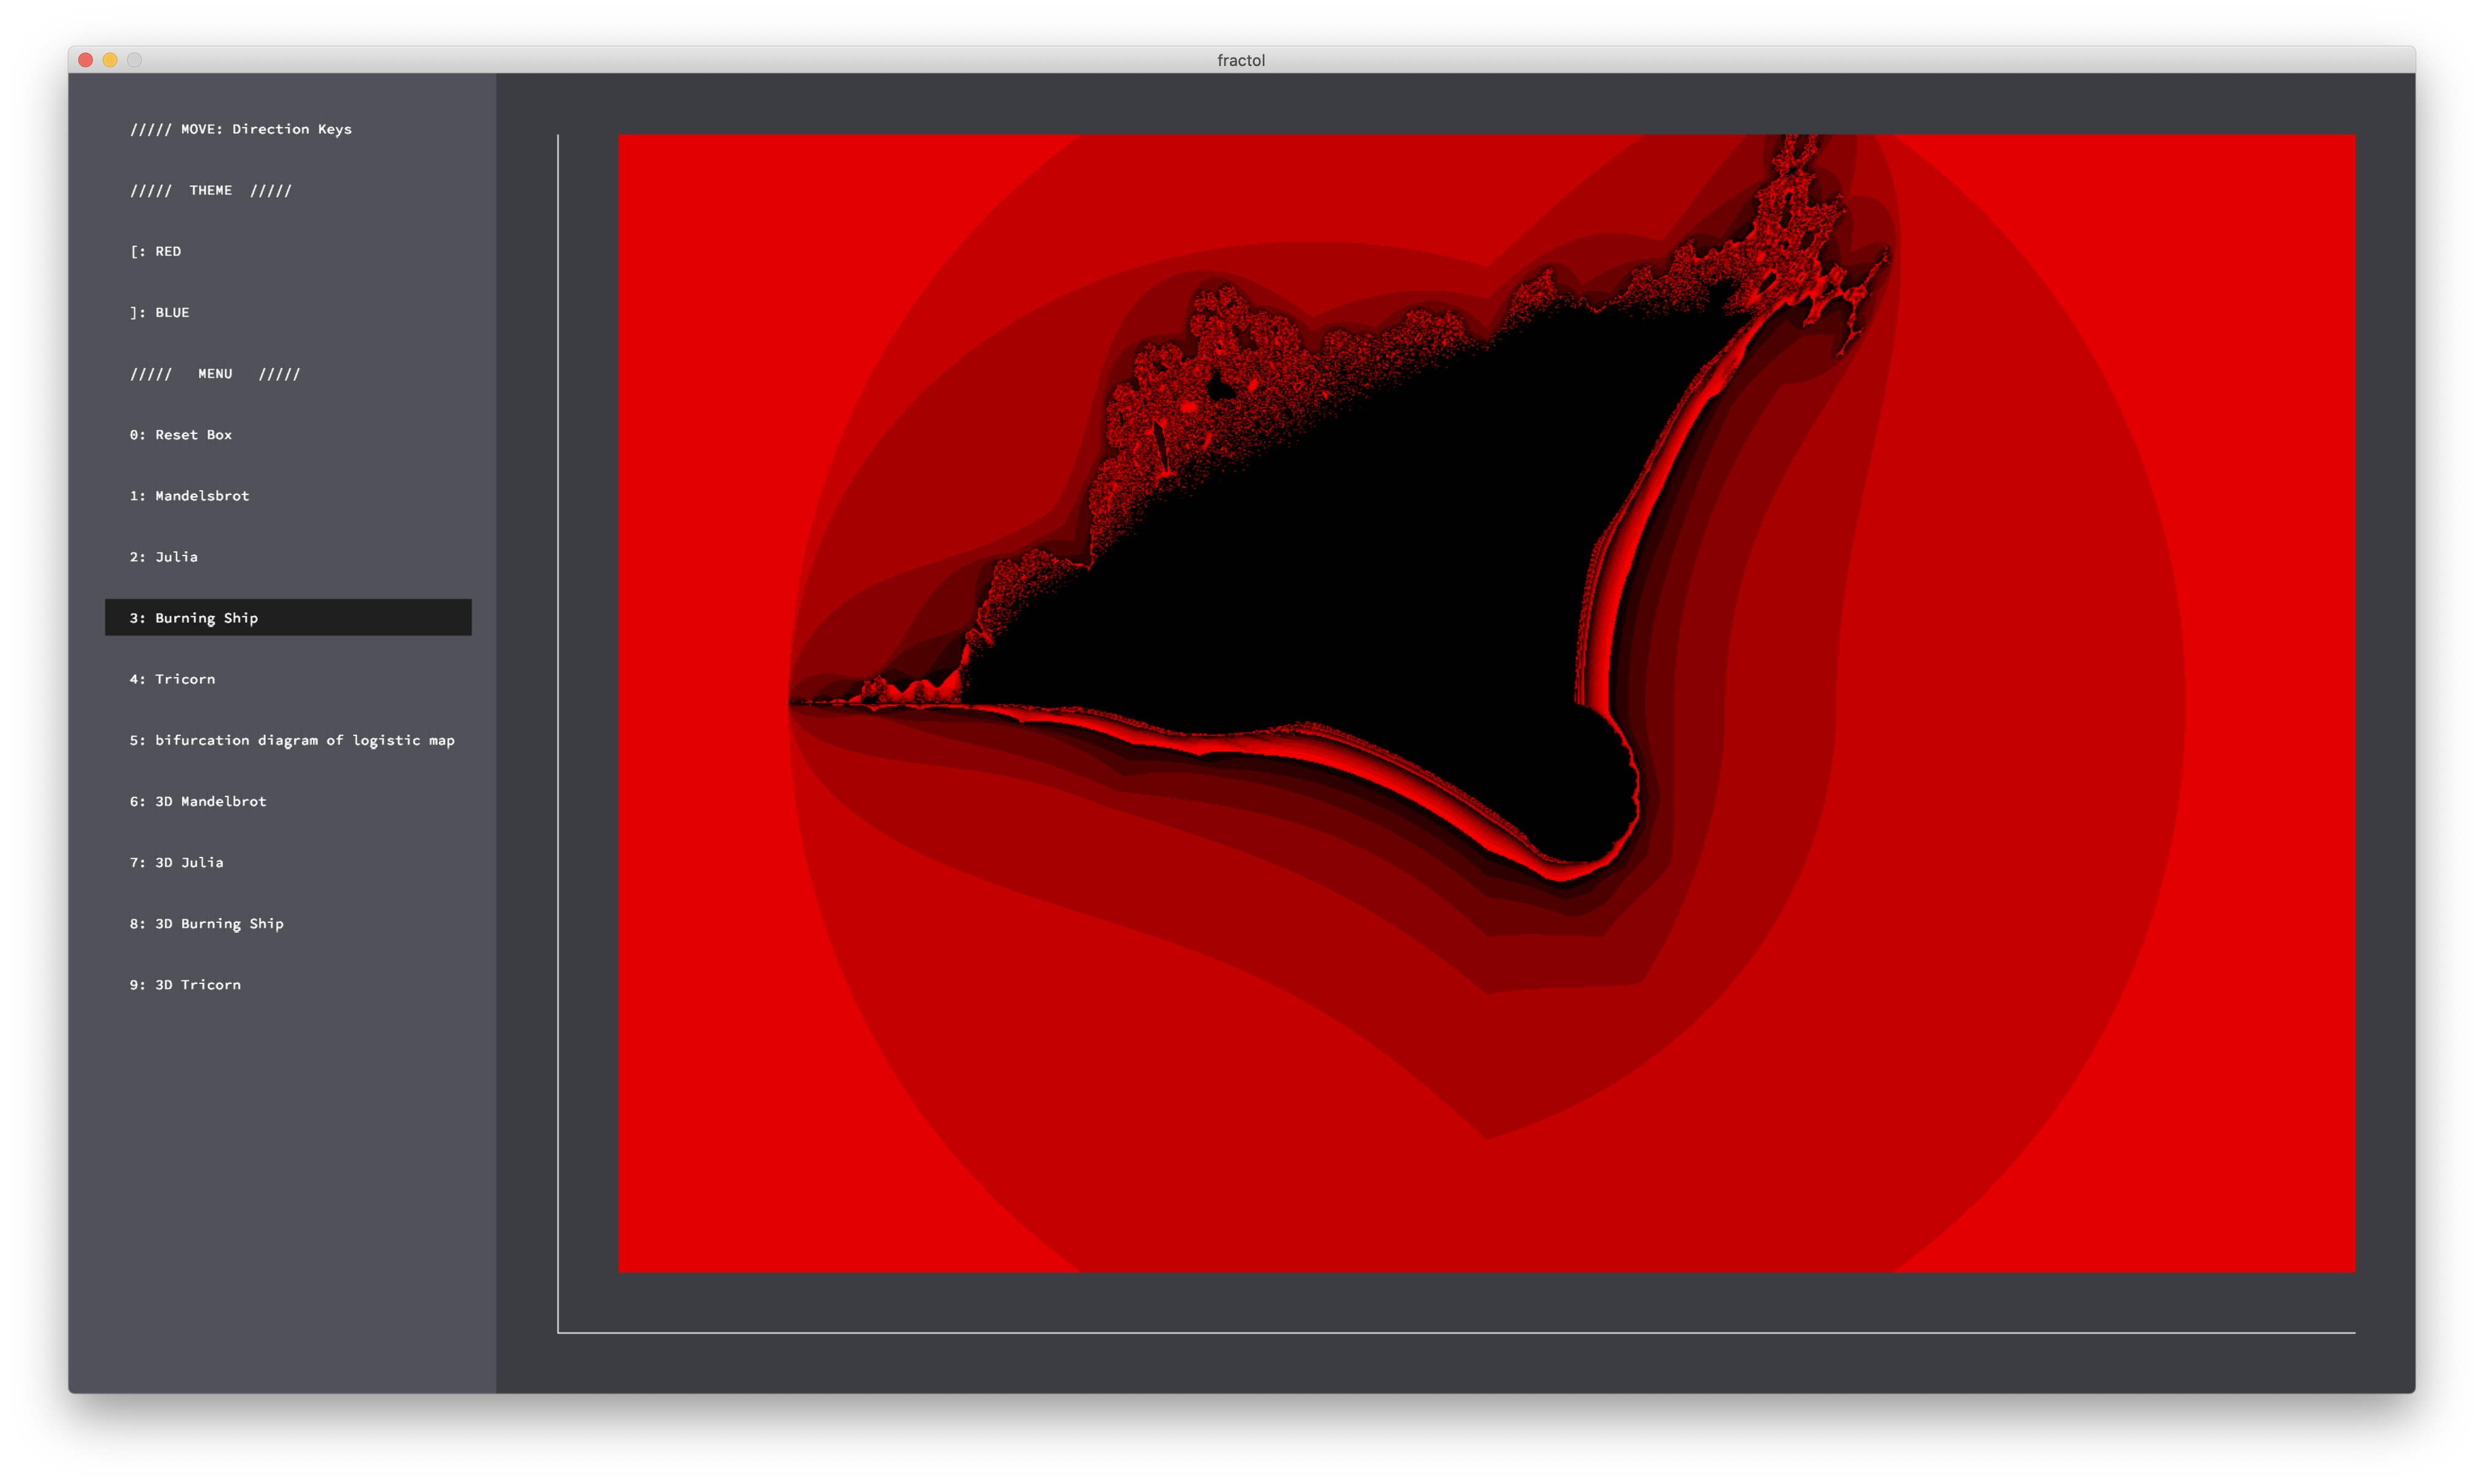 fractol
///// MOVE: Direction Keys
///// THEME /////
[: RED
]: BLUE
///// MENU /////
0: Reset Box
1: Mandelsbrot
2: Julia
3: Burning Ship
4: Tricorn
5: bifurcation diagram of logistic map
6: 3D Mandelbrot
7: 3D Julia
8: 3D Burning Ship
9: 3D Tricorn